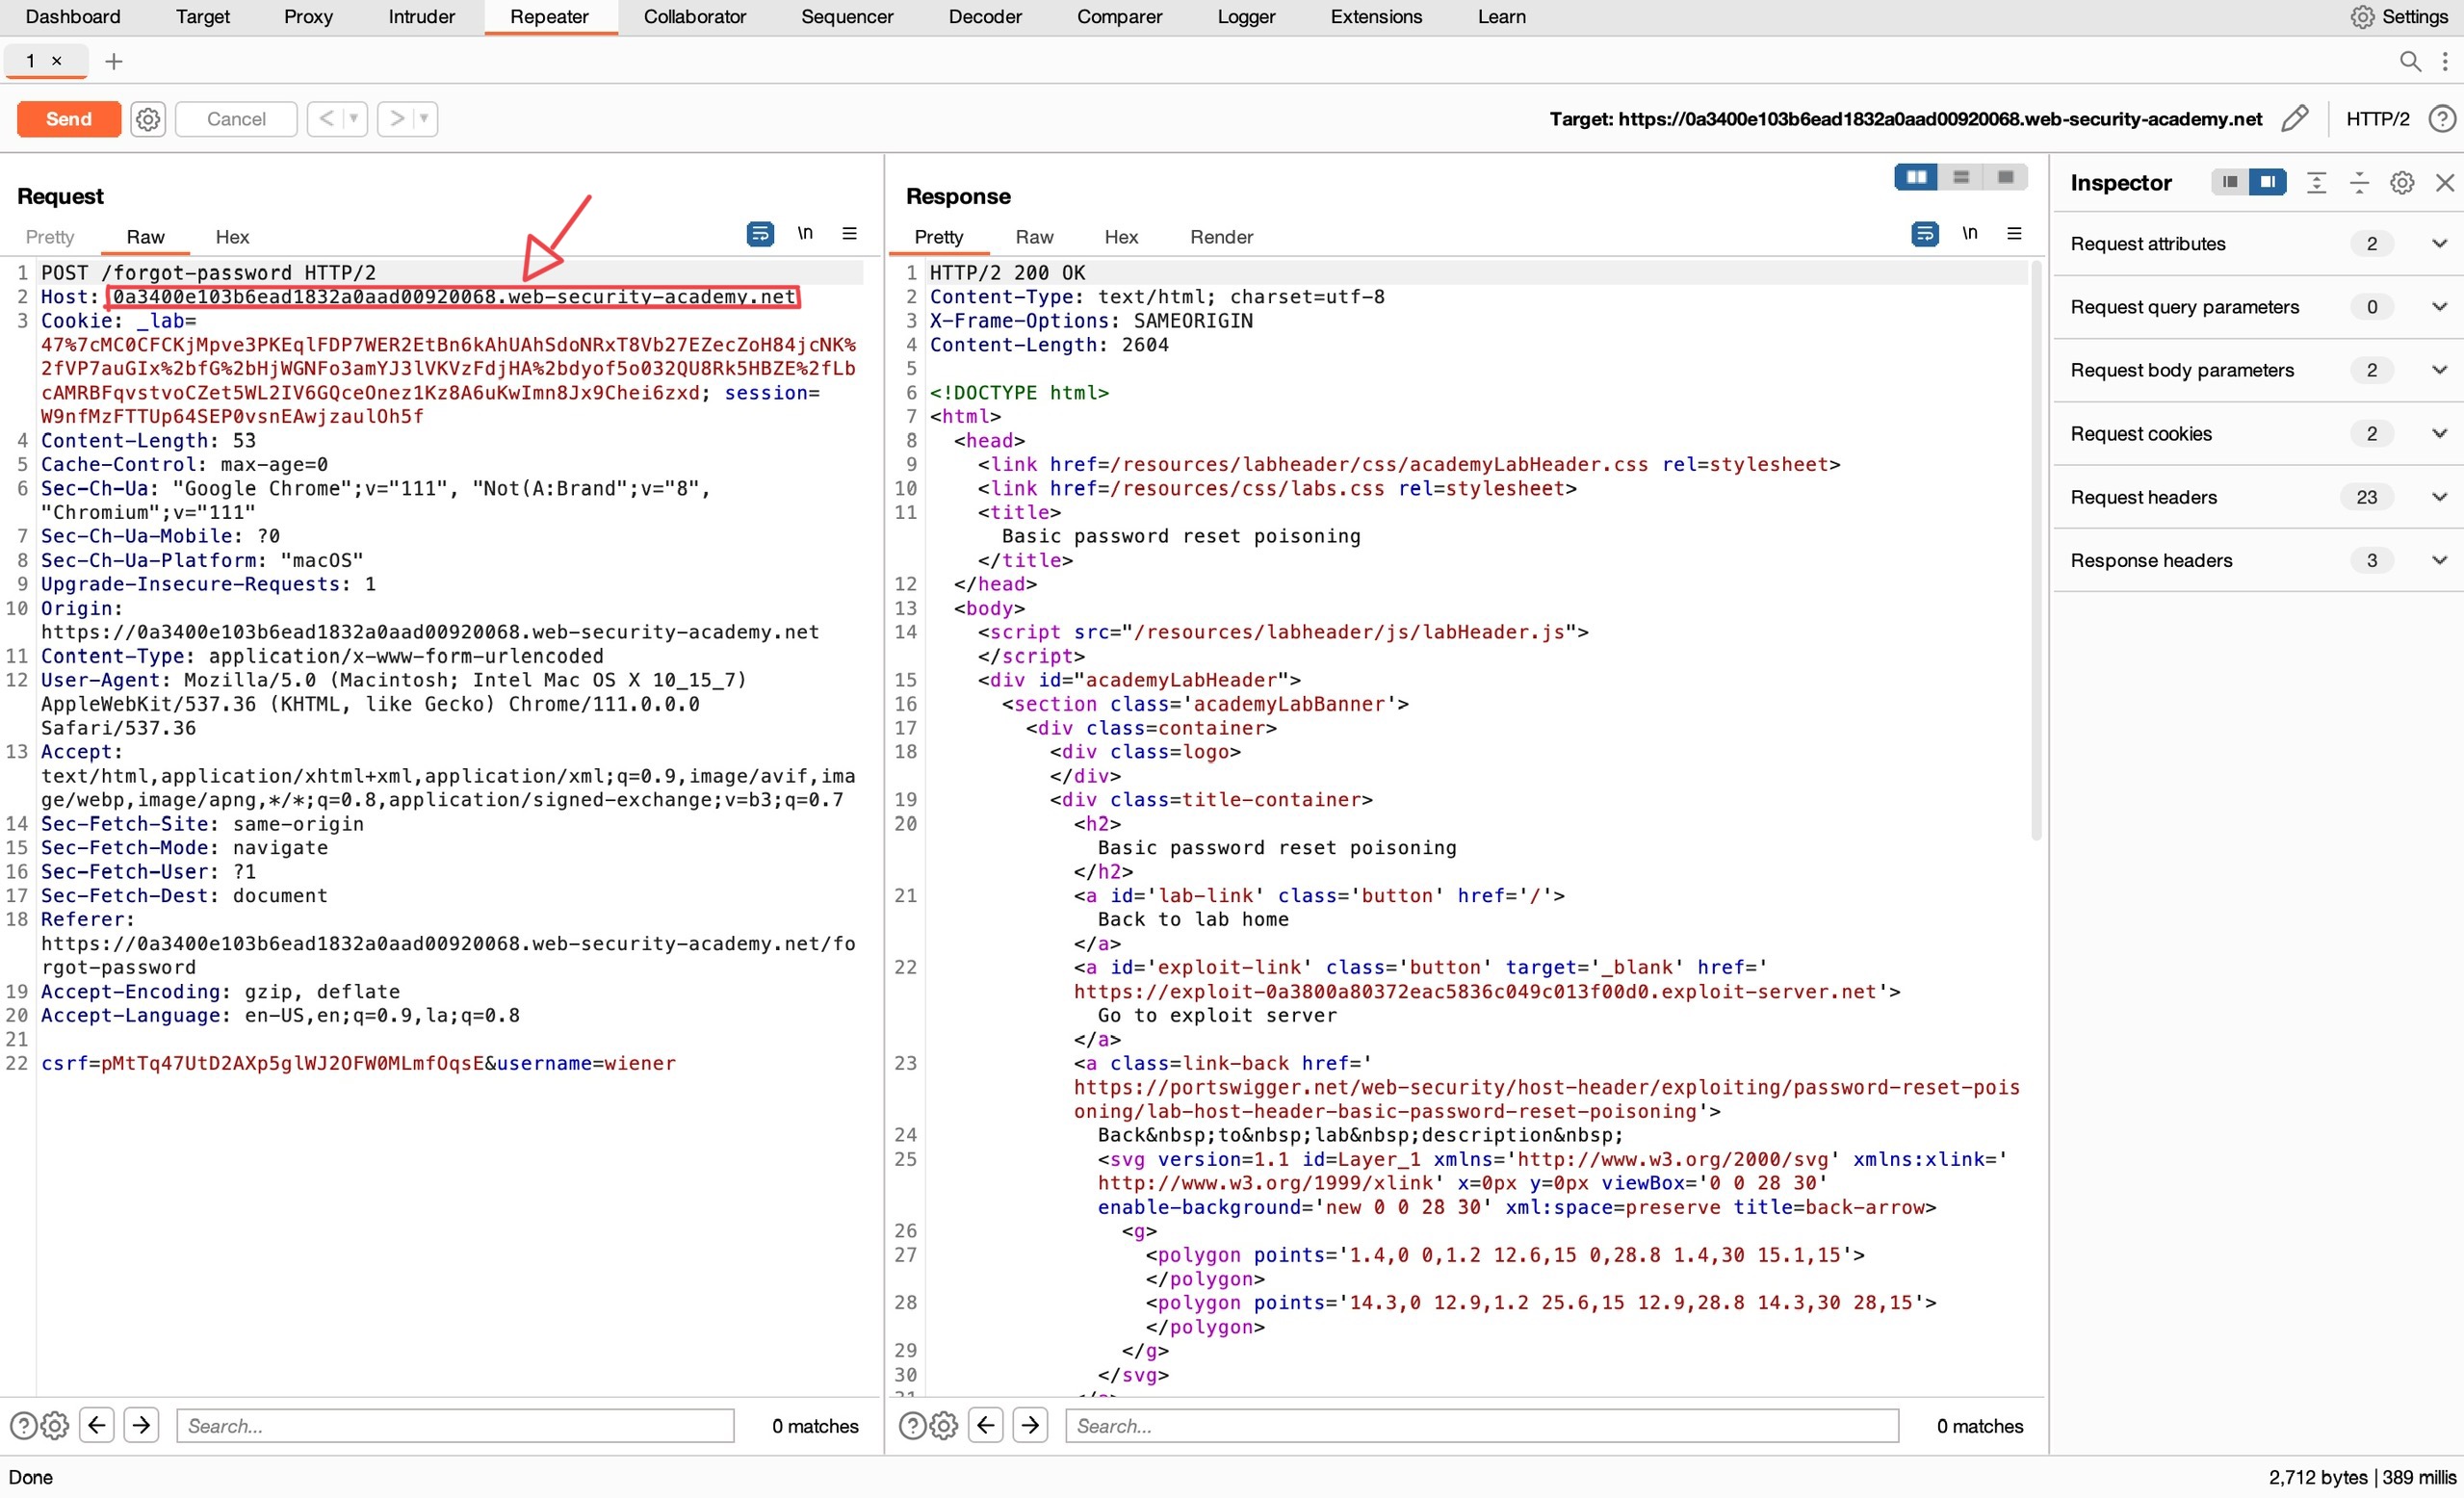 Dashboard Target Proxy Intruder Repeater Collaborator Sequencer Decoder Comparer Logger Extensions Learn Settings
1 ×
Send Cancel Target: https://0a3400e103b6ead1832a0aad00920068.web-security-academy.net HTTP/2
Request
Pretty Raw Hex \n
1 POST /forgot-password HTTP/2
2 Host: 0a3400e103b6ead1832a0aad00920068.web-security-academy.net
3 Cookie: _lab=
47%7cMC0CFCKjMpve3PKEqlFDP7WER2EtBn6kAhUAhSdoNRxT8Vb27EZecZoH84jcNK%
2fVP7auGIx%2bfG%2bHjWGNFo3amYJ3lVKVzFdjHA%2bdyof5o032QU8Rk5HBZE%2fLb
cAMRBFqvstvoCZet5WL2IV6GQceOnez1Kz8A6uKwImn8Jx9Chei6zxd; session=
W9nfMzFTTUp64SEP0vsnEAwjzaulOh5f
4 Content-Length: 53
5 Cache-Control: max-age=0
6 Sec-Ch-Ua: "Google Chrome";v="111", "Not(A:Brand";v="8",
"Chromium";v="111"
7 Sec-Ch-Ua-Mobile: ?0
8 Sec-Ch-Ua-Platform: "macOS"
9 Upgrade-Insecure-Requests: 1
10 Origin:
https://0a3400e103b6ead1832a0aad00920068.web-security-academy.net
11 Content-Type: application/x-www-form-urlencoded
12 User-Agent: Mozilla/5.0 (Macintosh; Intel Mac OS X 10_15_7)
AppleWebKit/537.36 (KHTML, like Gecko) Chrome/111.0.0.0
Safari/537.36
13 Accept:
text/html,application/xhtml+xml,application/xml;q=0.9,image/avif,ima
ge/webp,image/apng,*/*;q=0.8,application/signed-exchange;v=b3;q=0.7
14 Sec-Fetch-Site: same-origin
15 Sec-Fetch-Mode: navigate
16 Sec-Fetch-User: ?1
17 Sec-Fetch-Dest: document
18 Referer:
https://0a3400e103b6ead1832a0aad00920068.web-security-academy.net/fo
rgot-password
19 Accept-Encoding: gzip, deflate
20 Accept-Language: en-US,en;q=0.9,la;q=0.8
21
22 csrf=pMtTq47UtD2AXp5glWJ2OFW0MLmfOqsE&username=wiener
Search... 0 matches
Response
Pretty Raw Hex Render \n
1 HTTP/2 200 OK
2 Content-Type: text/html; charset=utf-8
3 X-Frame-Options: SAMEORIGIN
4 Content-Length: 2604
5
6 <!DOCTYPE html>
7 <html>
8 <head>
9 <link href=/resources/labheader/css/academyLabHeader.css rel=stylesheet>
10 <link href=/resources/css/labs.css rel=stylesheet>
11 <title>
Basic password reset poisoning
</title>
12 </head>
13 <body>
14 <script src="/resources/labheader/js/labHeader.js">
</script>
15 <div id="academyLabHeader">
16 <section class='academyLabBanner'>
17 <div class=container>
18 <div class=logo>
</div>
19 <div class=title-container>
20 <h2>
Basic password reset poisoning
</h2>
21 <a id='lab-link' class='button' href='/'>
Back to lab home
</a>
22 <a id='exploit-link' class='button' target='_blank' href='
https://exploit-0a3800a80372eac5836c049c013f00d0.exploit-server.net'>
Go to exploit server
</a>
23 <a class=link-back href='
https://portswigger.net/web-security/host-header/exploiting/password-reset-pois
oning/lab-host-header-basic-password-reset-poisoning'>
24 Back&nbsp;to&nbsp;lab&nbsp;description&nbsp;
25 <svg version=1.1 id=Layer_1 xmlns='http://www.w3.org/2000/svg' xmlns:xlink='
http://www.w3.org/1999/xlink' x=0px y=0px viewBox='0 0 28 30'
enable-background='new 0 0 28 30' xml:space=preserve title=back-arrow>
26 <g>
27 <polygon points='1.4,0 0,1.2 12.6,15 0,28.8 1.4,30 15.1,15'>
</polygon>
28 <polygon points='14.3,0 12.9,1.2 25.6,15 12.9,28.8 14.3,30 28,15'>
</polygon>
29 </g>
30 </svg>
Search... 0 matches
Inspector
Request attributes 2
Request query parameters 0
Request body parameters 2
Request cookies 2
Request headers 23
Response headers 3
Done 2,712 bytes | 389 millis